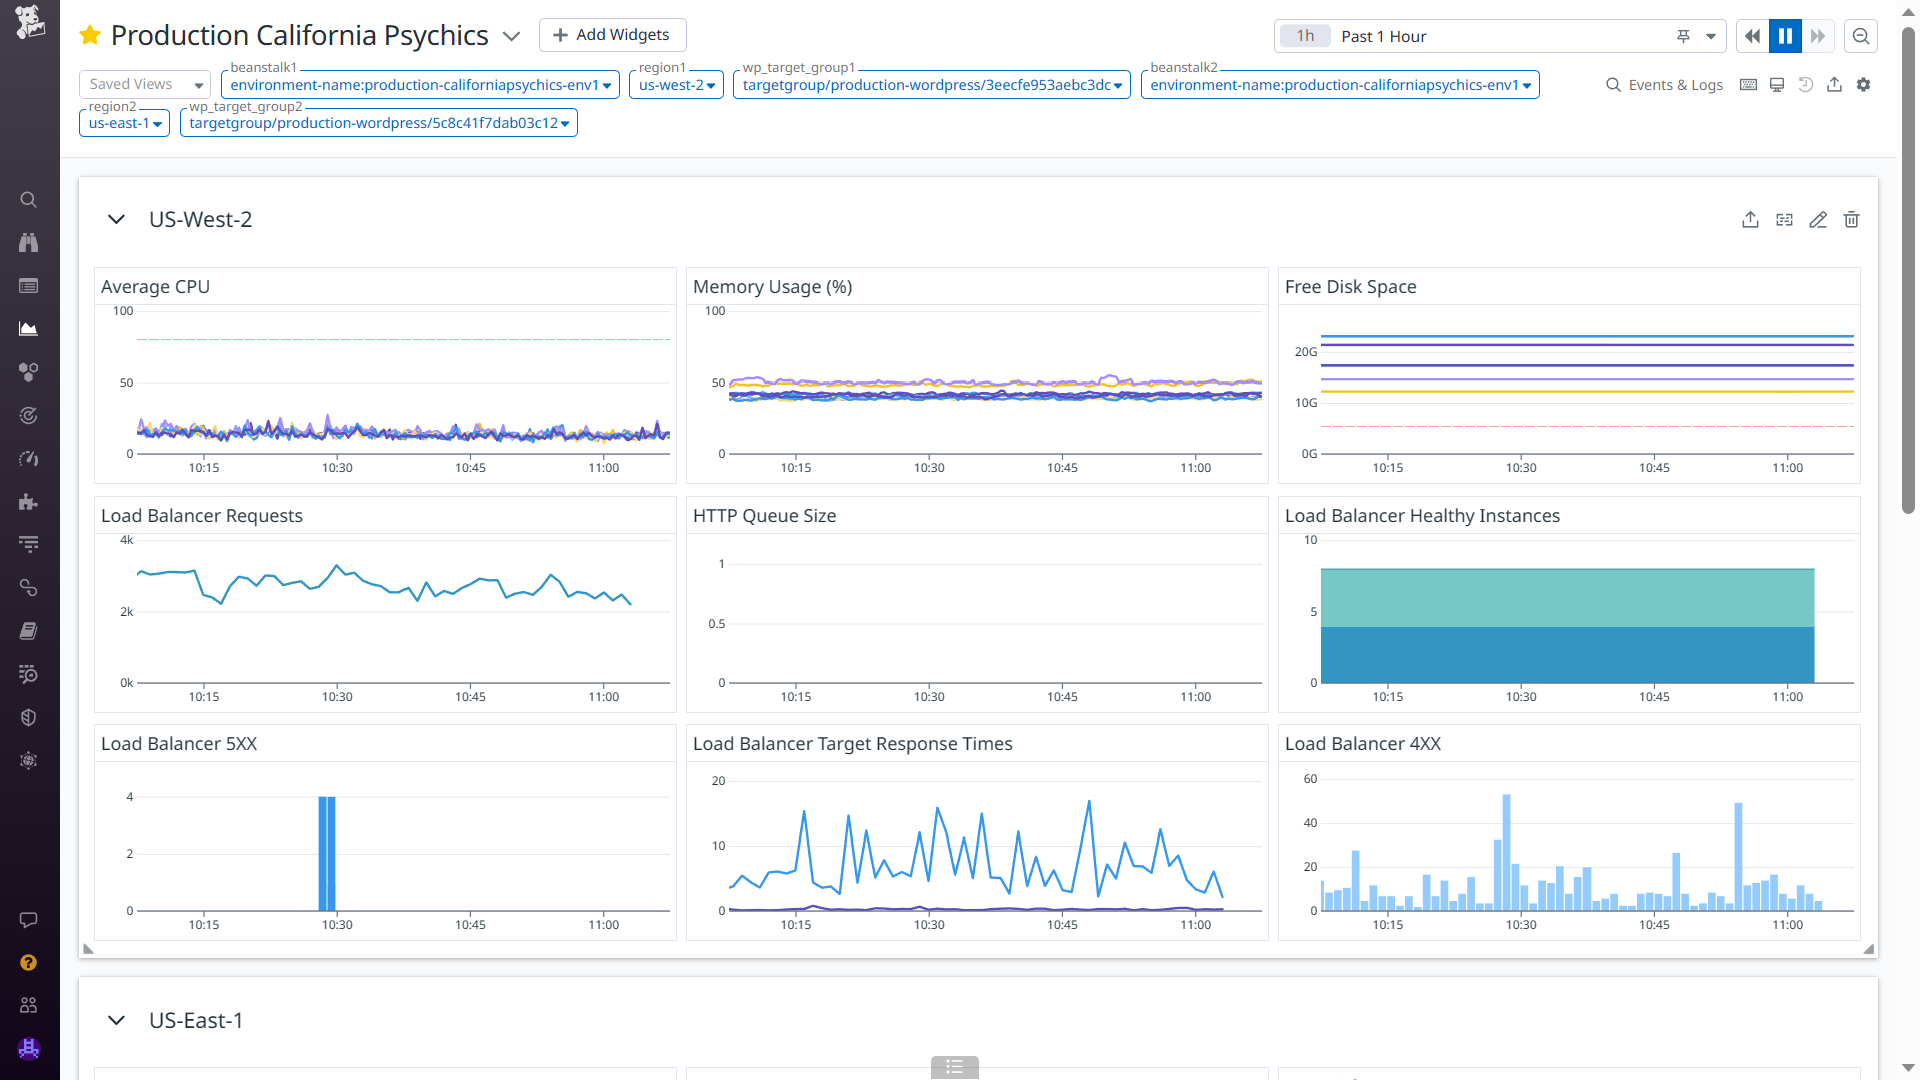 Production California Psychics
Add Widgets
1h Past 1 Hour
Saved Views
beanstalk1
environment-name:production-californiapsychics-env1
region1
us-west-2
wp_target_group1
targetgroup/production-wordpress/3eecfe953aebc3dc
beanstalk2
environment-name:production-californiapsychics-env1
Events & Logs
region2
us-east-1
wp_target_group2
targetgroup/production-wordpress/5c8c41f7dab03c12
US-West-2
Average CPU
100
50
0
10:15 10:30 10:45 11:00
Memory Usage (%)
100
50
0
10:15 10:30 10:45 11:00
Free Disk Space
20G
10G
0G
10:15 10:30 10:45 11:00
Load Balancer Requests
4k
2k
0k
10:15 10:30 10:45 11:00
HTTP Queue Size
1
0.5
0
10:15 10:30 10:45 11:00
Load Balancer Healthy Instances
10
5
0
10:15 10:30 10:45 11:00
Load Balancer 5XX
4
2
0
10:15 10:30 10:45 11:00
Load Balancer Target Response Times
20
10
0
10:15 10:30 10:45 11:00
Load Balancer 4XX
60
40
20
0
10:15 10:30 10:45 11:00
US-East-1